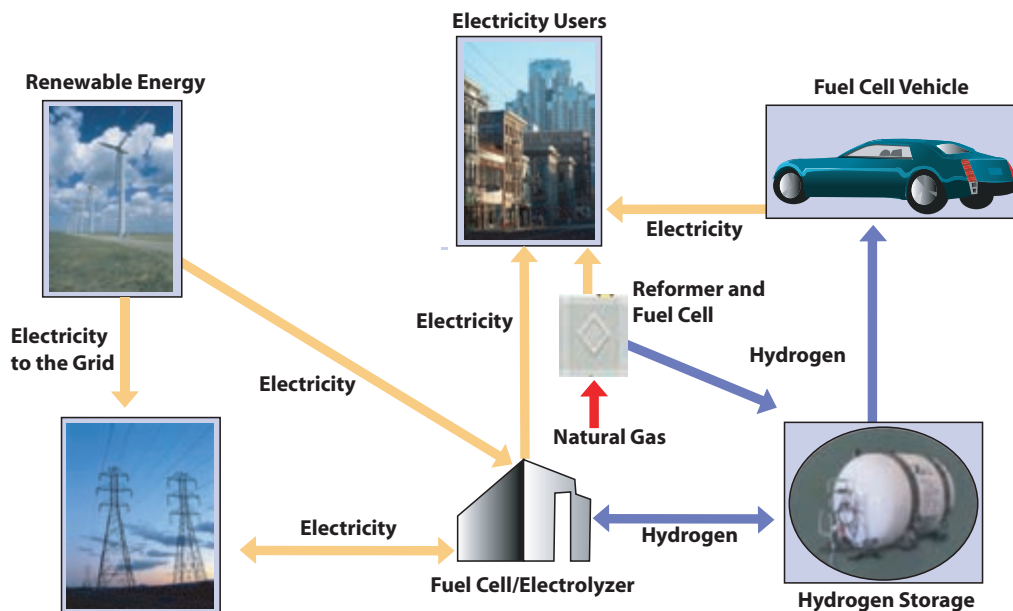 Electricity Users
Renewable Energy
Fuel Cell Vehicle
Electricity
Reformer and
Fuel Cell
Electricity
Electricity
to the Grid
Hydrogen
Electricity
Natural Gas
Electricity
Hydrogen
Fuel Cell/Electrolyzer
Hydrogen Storage